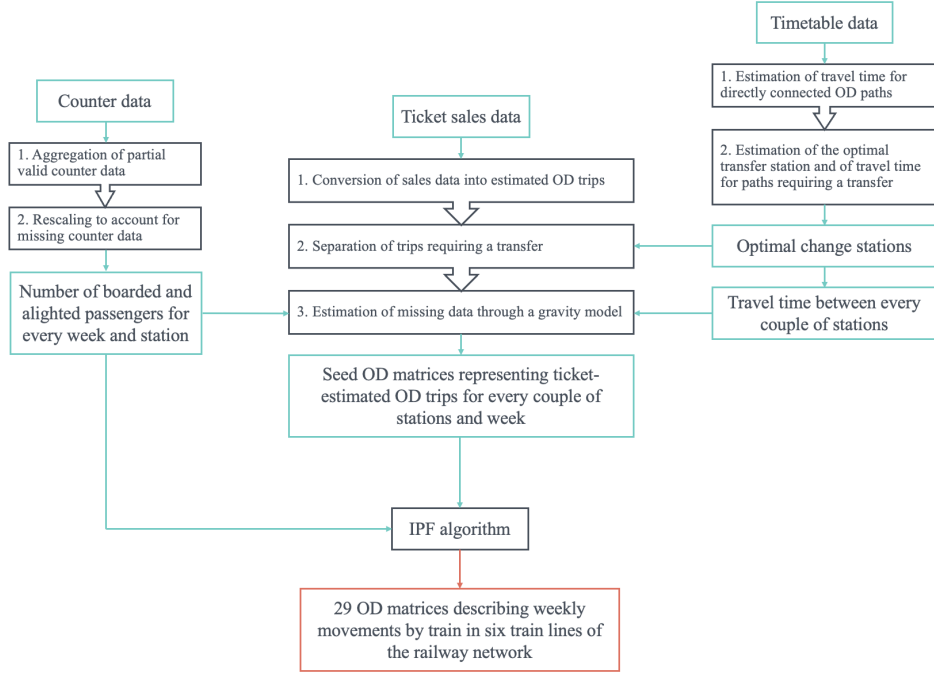 Counter data
1. Aggregation of partial
valid counter data
2. Rescaling to account for
missing counter data
Number of boarded and
alighted passengers for
every week and station
Ticket sales data
1. Conversion of sales data into estimated OD trips
2. Separation of trips requiring a transfer
3. Estimation of missing data through a gravity model
Seed OD matrices representing ticket-
estimated OD trips for every couple of
stations and week
Timetable data
1. Estimation of travel time for
directly connected OD paths
2. Estimation of the optimal
transfer station and of travel time
for paths requiring a transfer
Optimal change stations
Travel time between every
couple of stations
IPF algorithm
29 OD matrices describing weekly
movements by train in six train lines of
the railway network